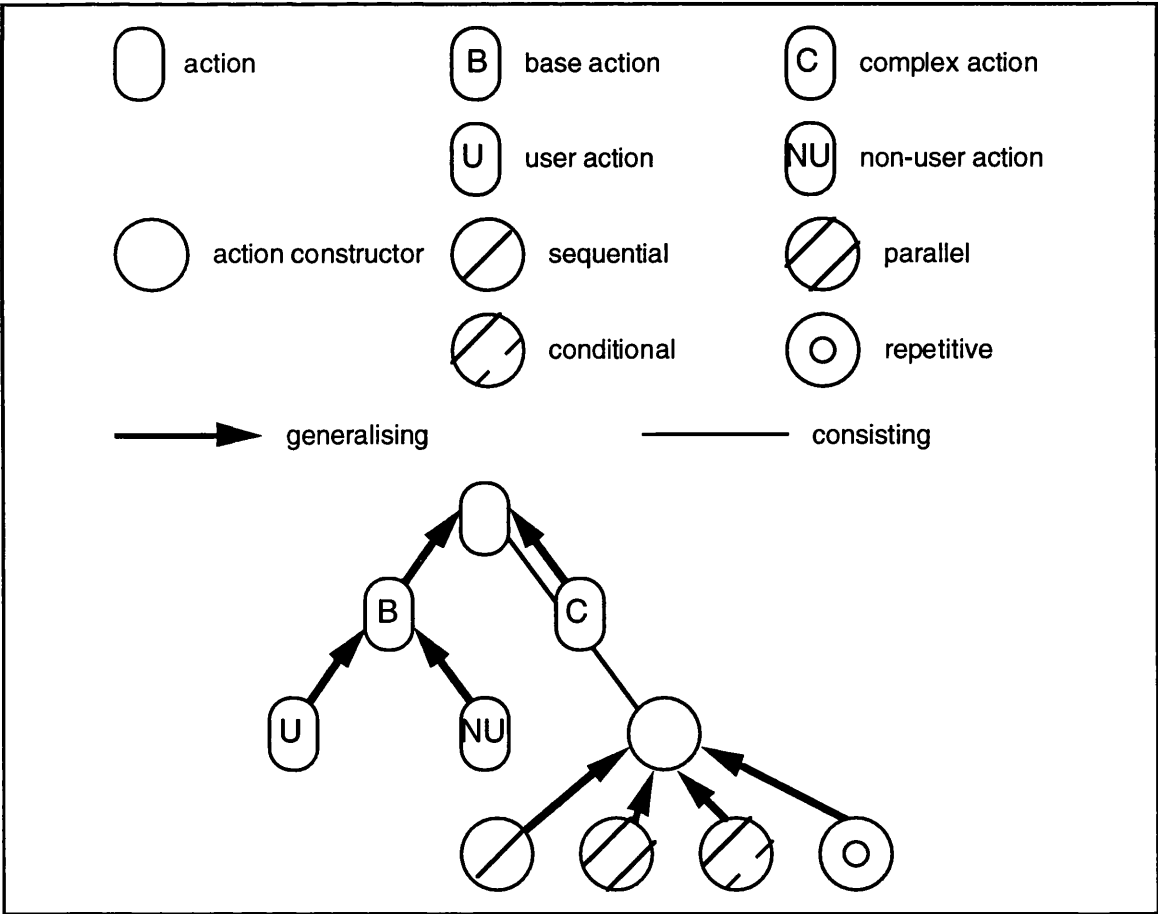 action
B base action
C complex action
U user action
NU non-user action
action constructor
sequential
parallel
conditional
repetitive
generalising
consisting
B
C
U
NU